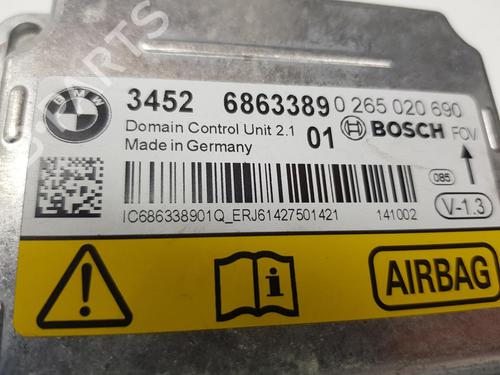 BMW
3452 6863389 0 265 020 690
Domain Control Unit 2.1 01 BOSCH FOV
Made in Germany
085
V-1.3
IC686338901Q_ERJ61427501421 141002
AIRBAG